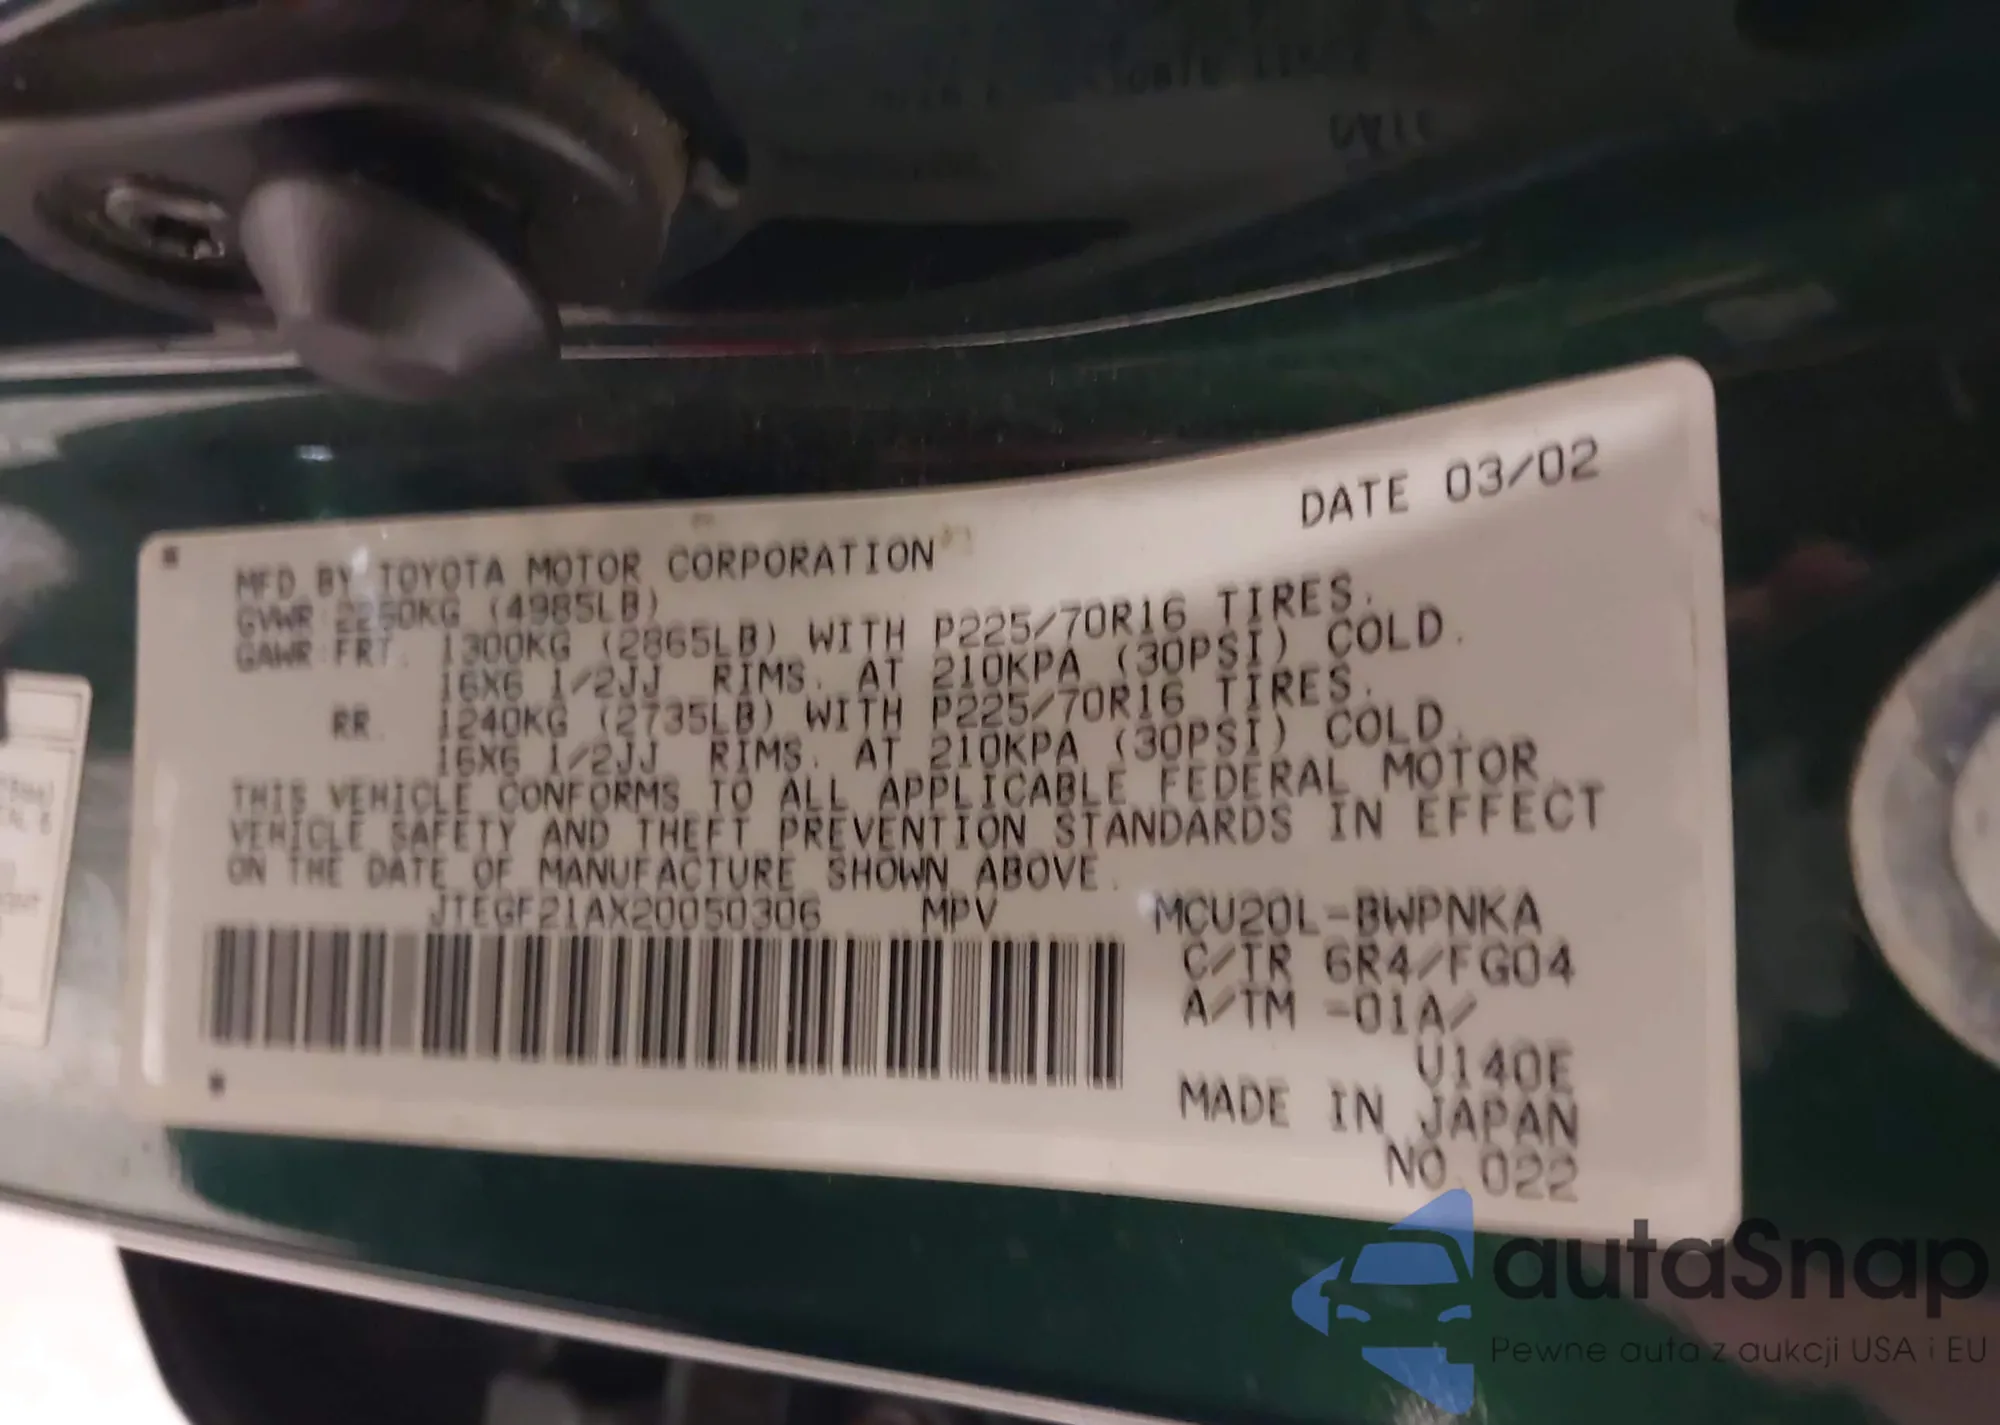 DATE 03/02
MFD BY TOYOTA MOTOR CORPORATION
GVWR 2260KG (4985LB)
GAWR FRT. 1300KG (2865LB) WITH P225/70R16 TIRES.
16X6 1/2JJ RIMS. AT 210KPA (30PSI) COLD.
RR. 1240KG (2735LB) WITH P225/70R16 TIRES.
16X6 1/2JJ RIMS. AT 210KPA (30PSI) COLD.
THIS VEHICLE CONFORMS TO ALL APPLICABLE FEDERAL MOTOR
VEHICLE SAFETY AND THEFT PREVENTION STANDARDS IN EFFECT
ON THE DATE OF MANUFACTURE SHOWN ABOVE.
JTEGF21AX20050306 MPV MCU20L-BWPNKA
C/TR 6R4/FG04
A/TM -01A/
U140E
MADE IN JAPAN
NO.022
autaSnap
Pewne auta z aukcji USA i EU